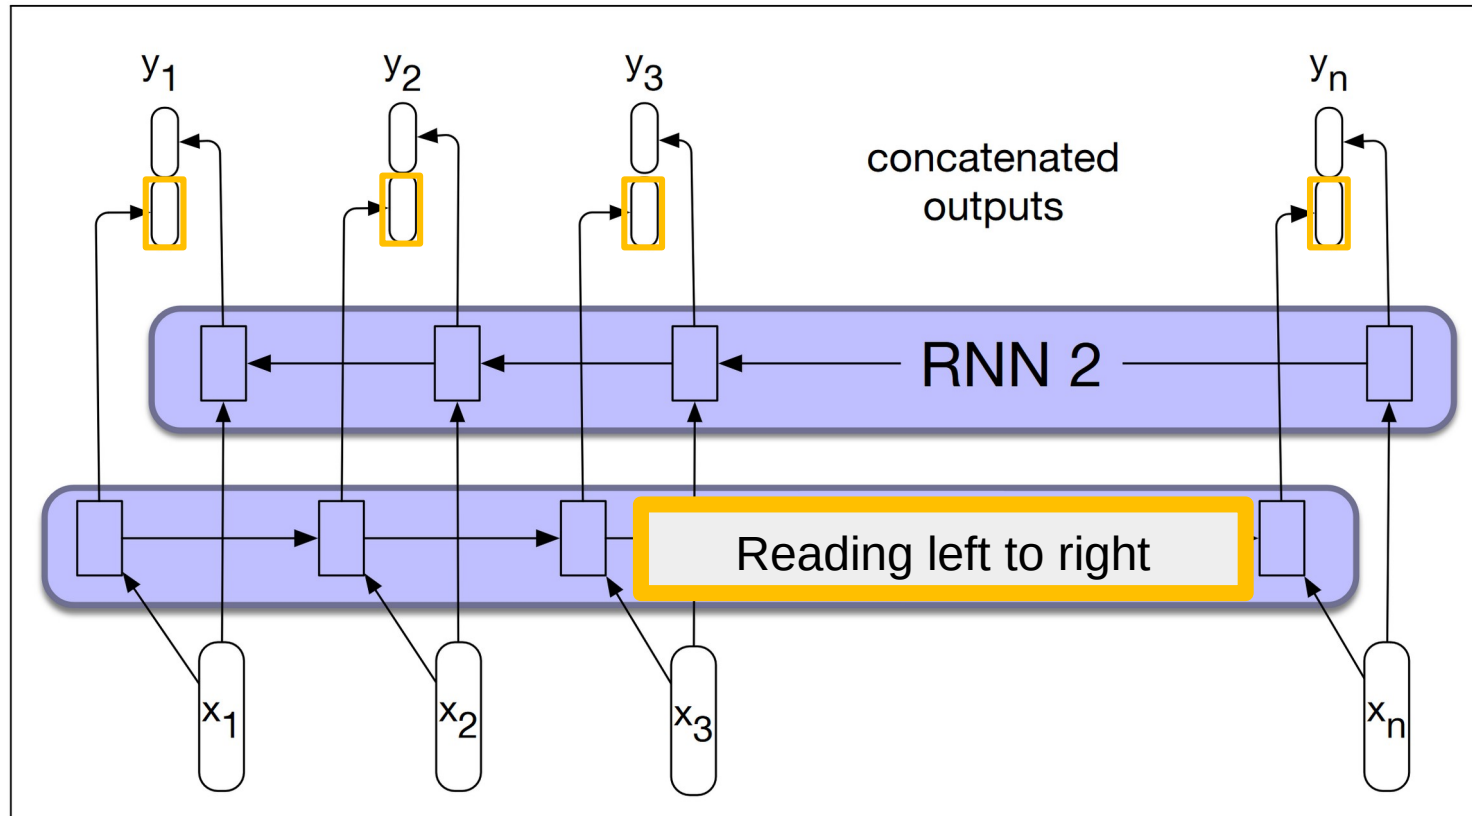 y1 y2 y3 yn
concatenated
outputs
RNN 2
Reading left to right
x1 x2 x3 xn